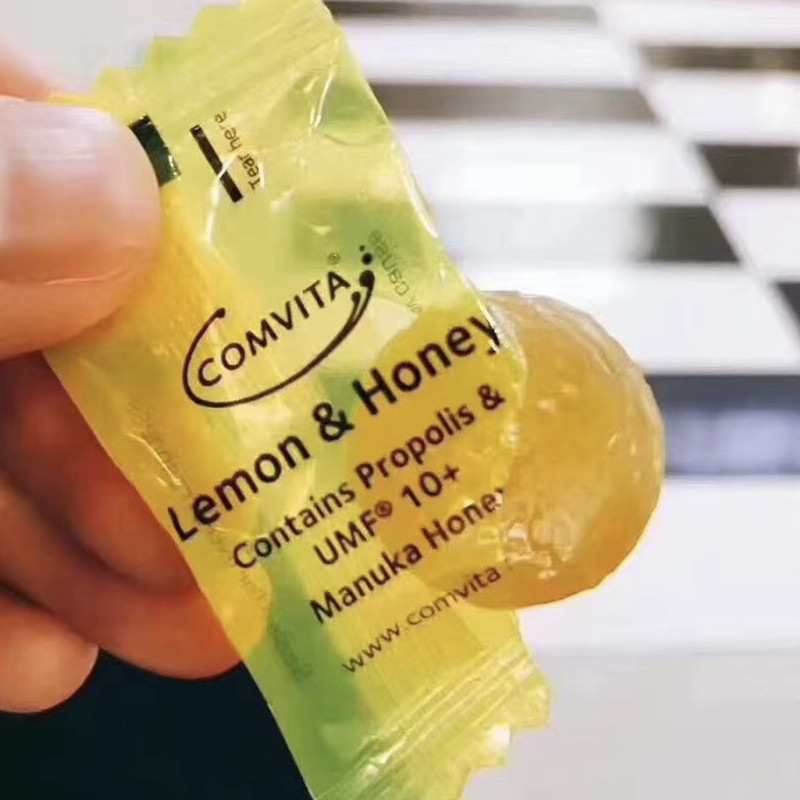 Tear here
COMVITA®
Lemon & Honey
Contains Propolis &
UMF® 10+
Manuka Honey
www.comvita